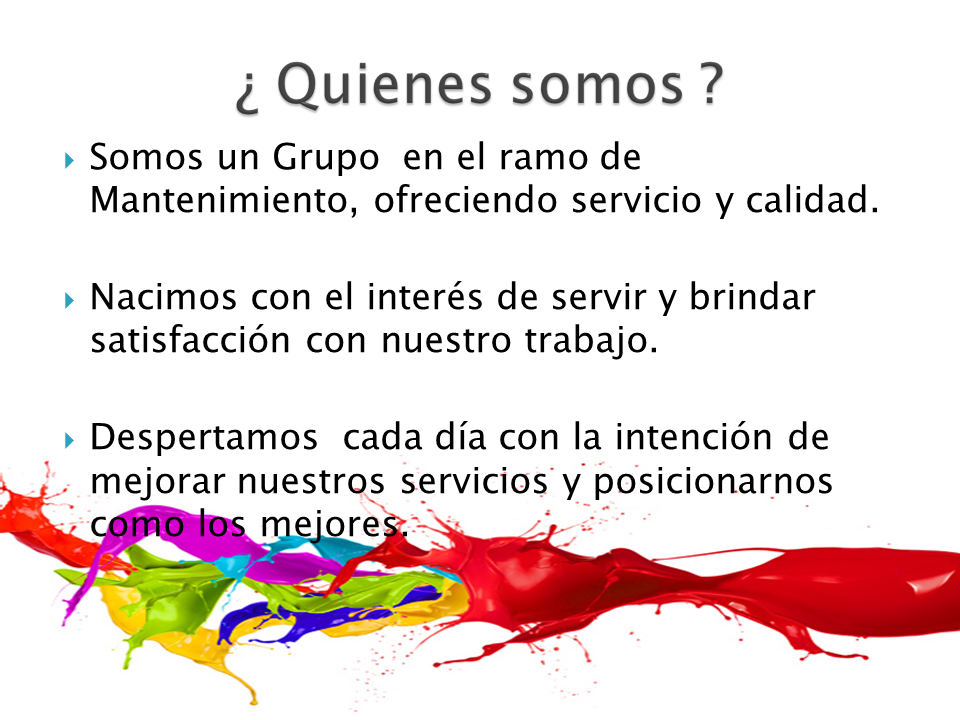 ¿ Quienes somos ?
Somos un Grupo  en el ramo de
Mantenimiento, ofreciendo servicio y calidad.
Nacimos con el interés de servir y brindar
satisfacción con nuestro trabajo.
Despertamos  cada día con la intención de
mejorar nuestros servicios y posicionarnos
como los mejores.